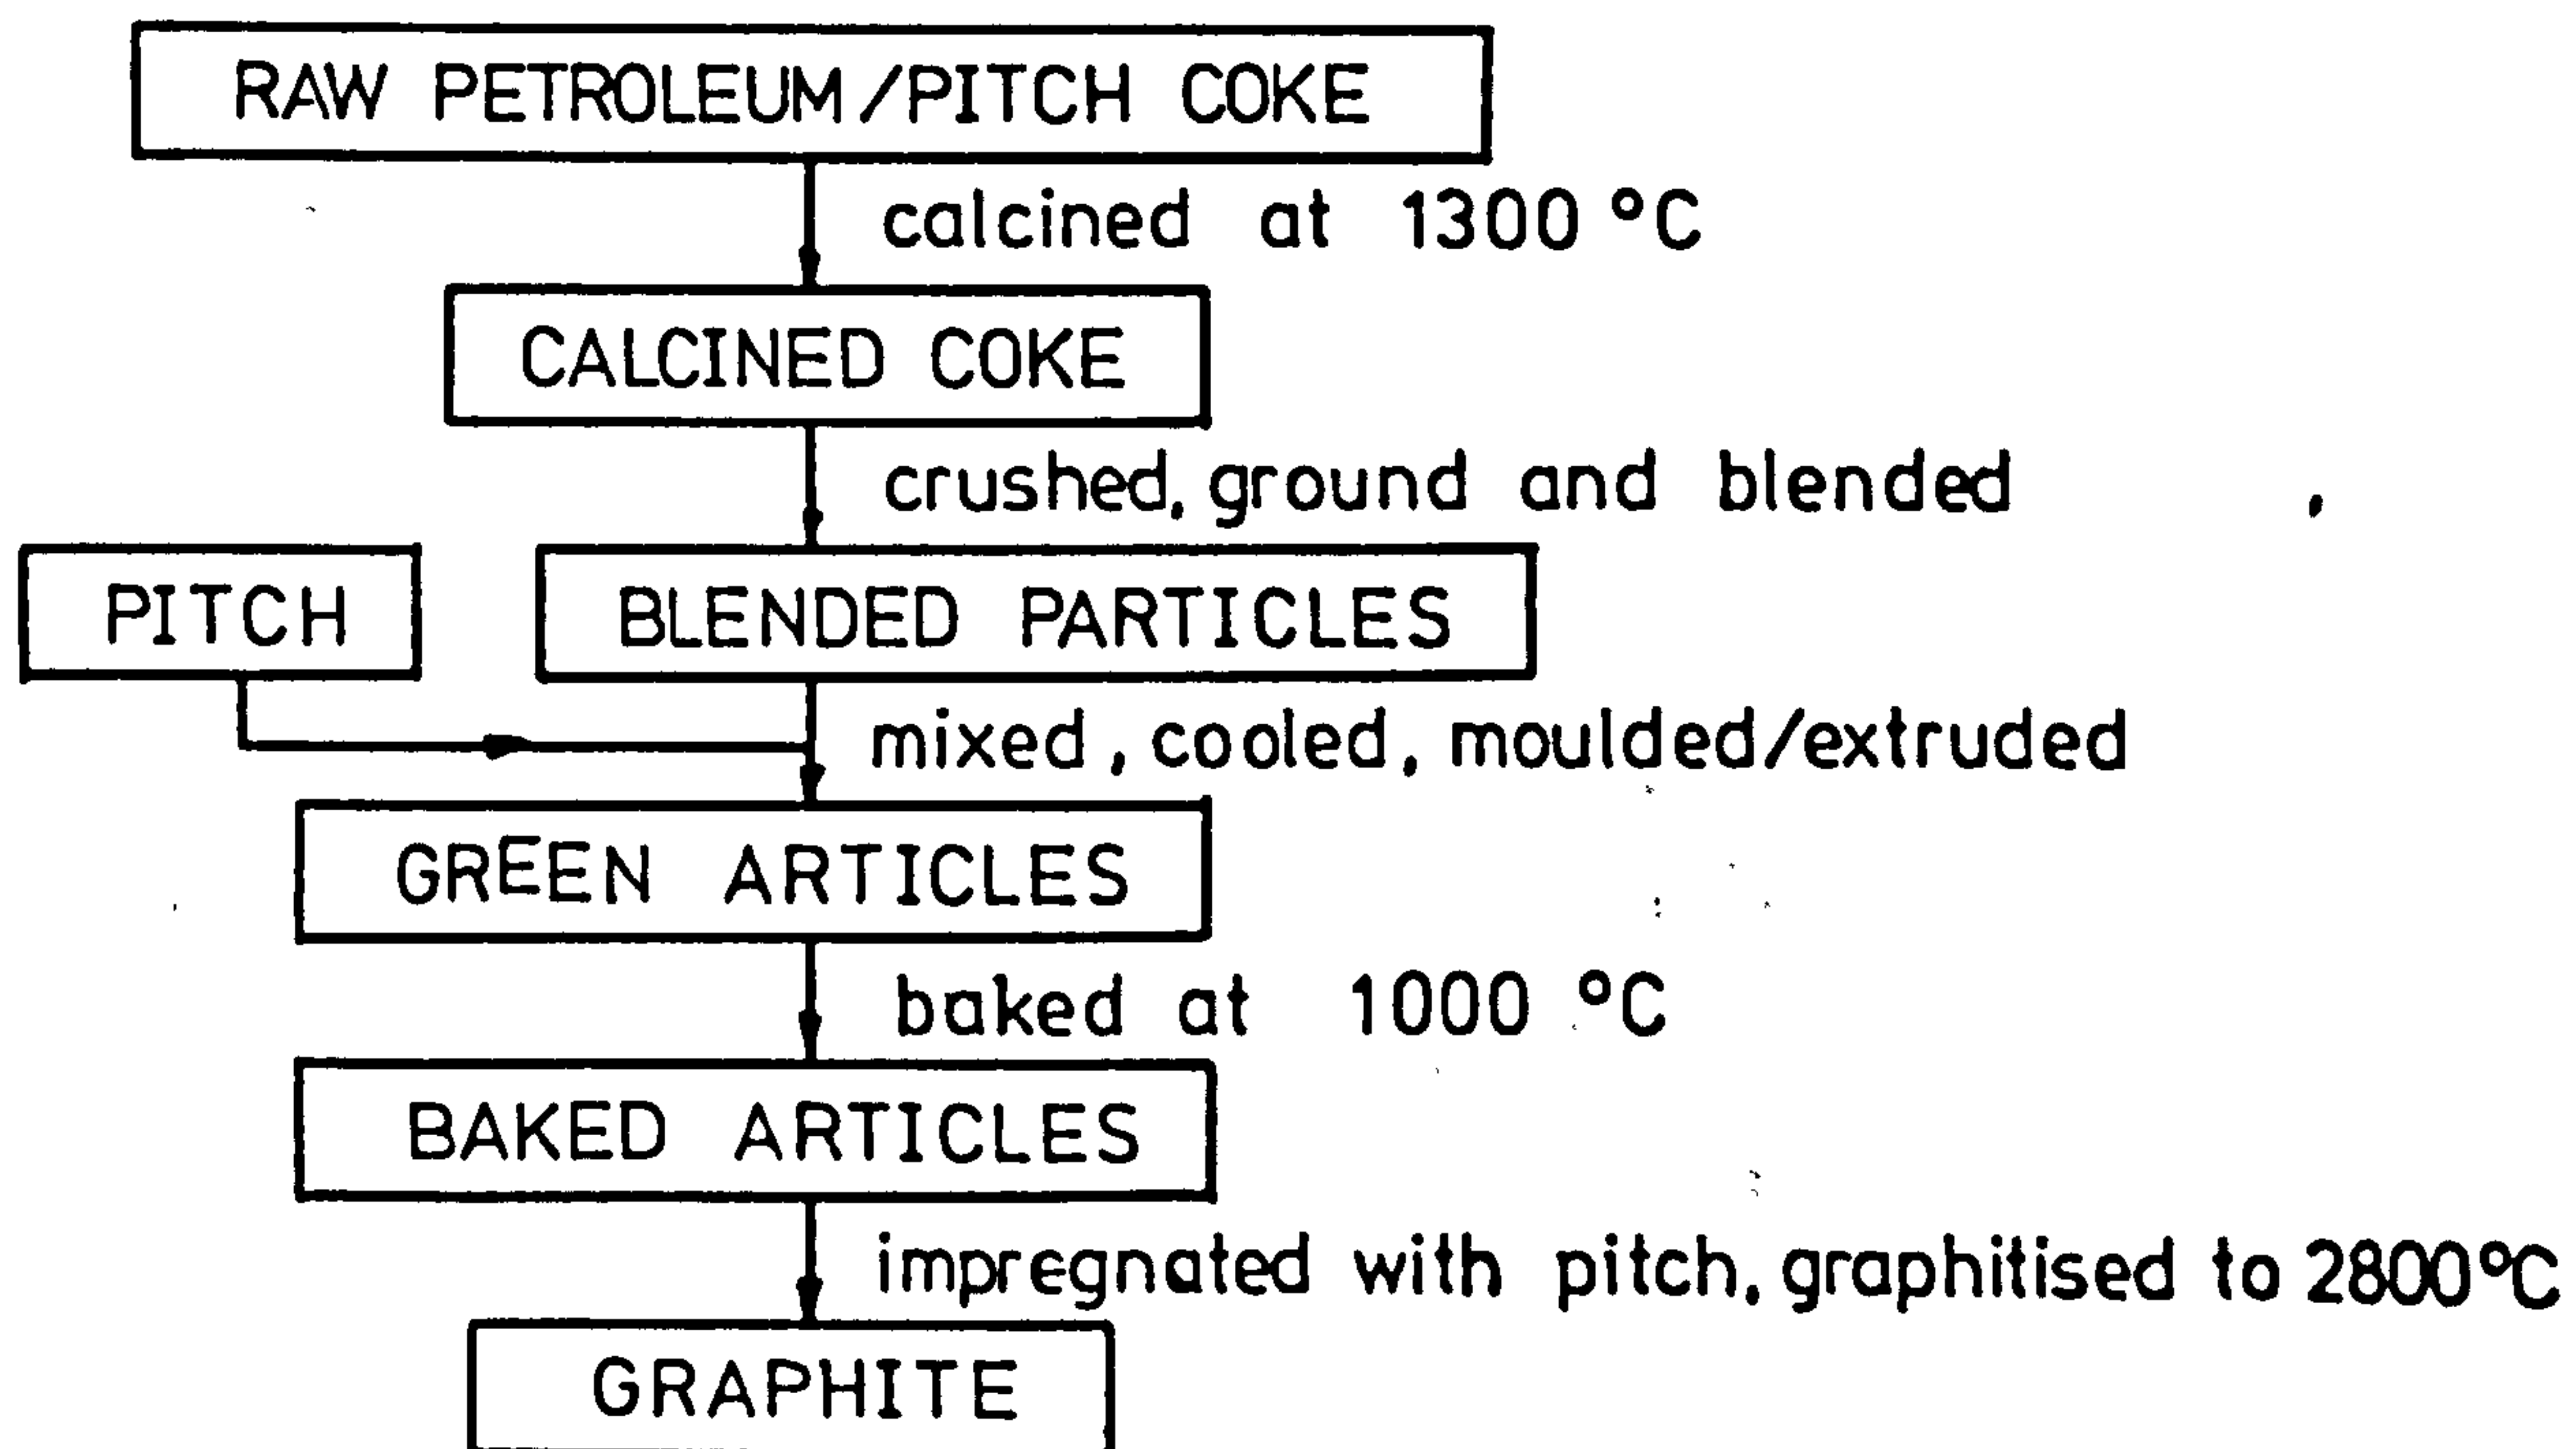 RAW PETROLEUM/PITCH COKE
calcined at 1300 °C
CALCINED COKE
crushed, ground and blended
PITCH
BLENDED PARTICLES
mixed, cooled, moulded/extruded
GREEN ARTICLES
baked at 1000 °C
BAKED ARTICLES
impregnated with pitch, graphitised to 2800°C
GRAPHITE